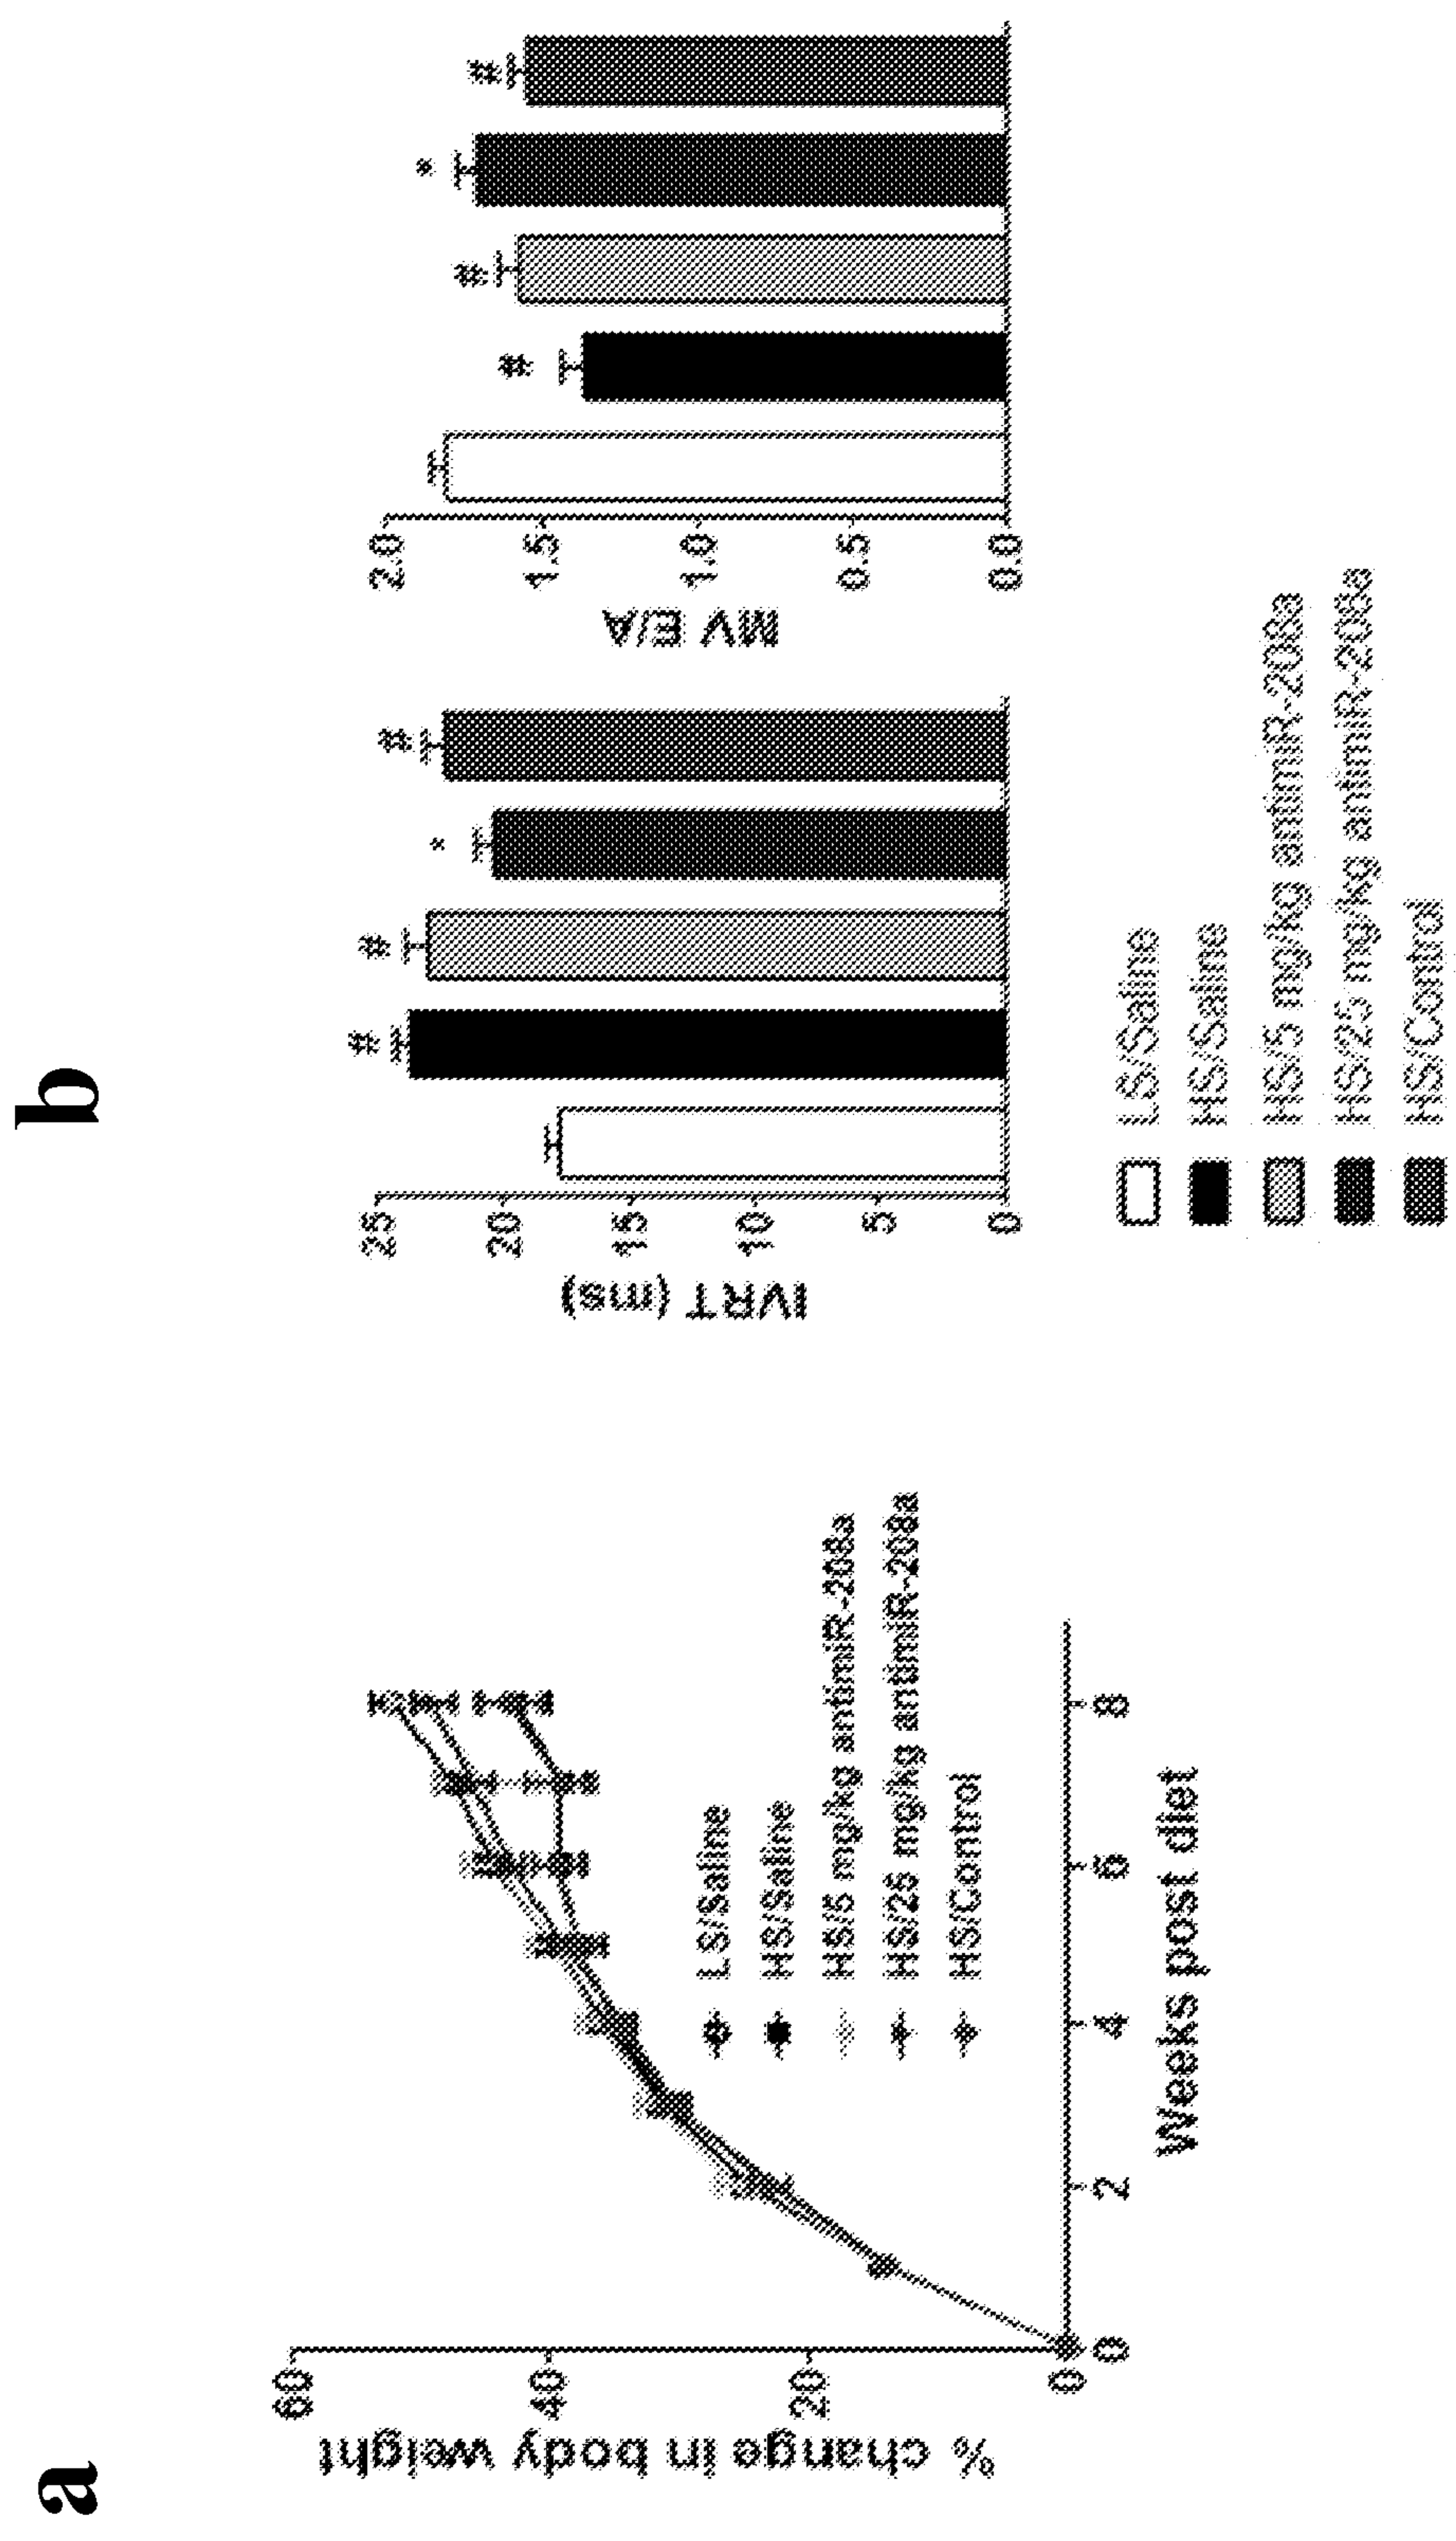 a
% change in body weight
60
40
20
0
0
2
4
6
8
Weeks post diet
LS/Saline
HS/Saline
HS/5 mg/kg antimiR-208a
HS/25 mg/kg antimiR-208a
HS/Control
b
IVRT (ms)
25
20
15
10
5
0
#
#
*
#
MV E/A
2.0
1.5
1.0
0.5
0.0
#
#
*
#
LS/Saline
HS/Saline
HS/5 mg/kg antimiR-208a
HS/25 mg/kg antimiR-208a
HS/Control